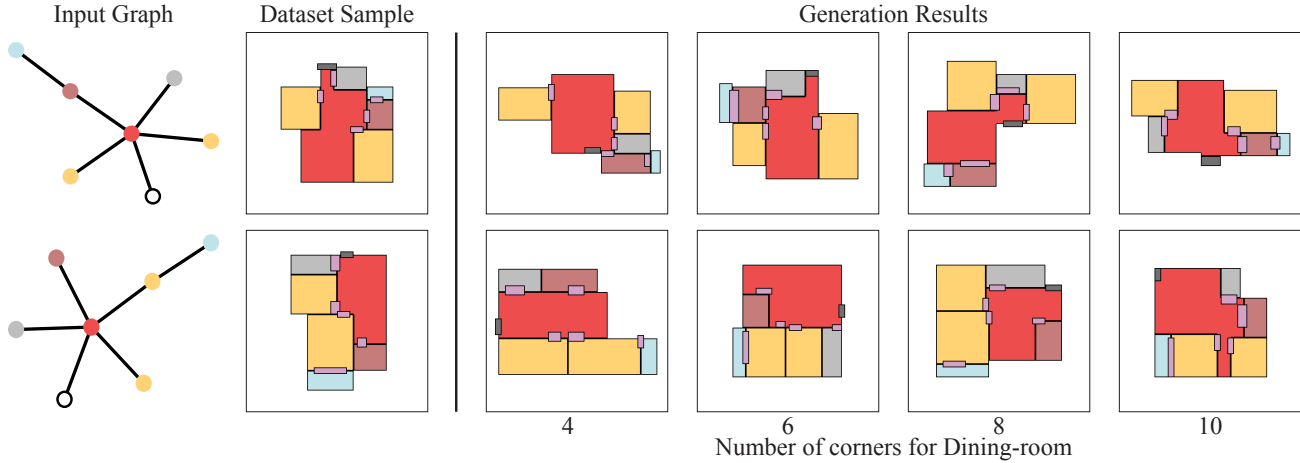 Input Graph
Dataset Sample
Generation Results
4
6
8
10
Number of corners for Dining-room